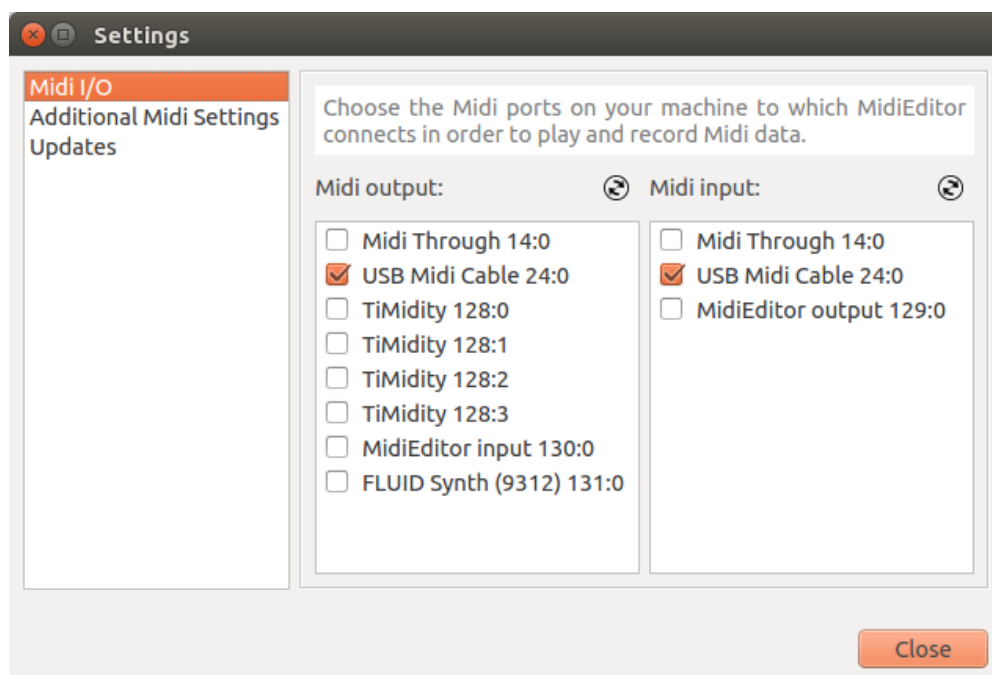 Settings
Midi I/O
Additional Midi Settings
Updates
Choose the Midi ports on your machine to which MidiEditor
connects in order to play and record Midi data.
Midi output:
Midi Through 14:0
USB Midi Cable 24:0
TiMidity 128:0
TiMidity 128:1
TiMidity 128:2
TiMidity 128:3
MidiEditor input 130:0
FLUID Synth (9312) 131:0
Midi input:
Midi Through 14:0
USB Midi Cable 24:0
MidiEditor output 129:0
Close